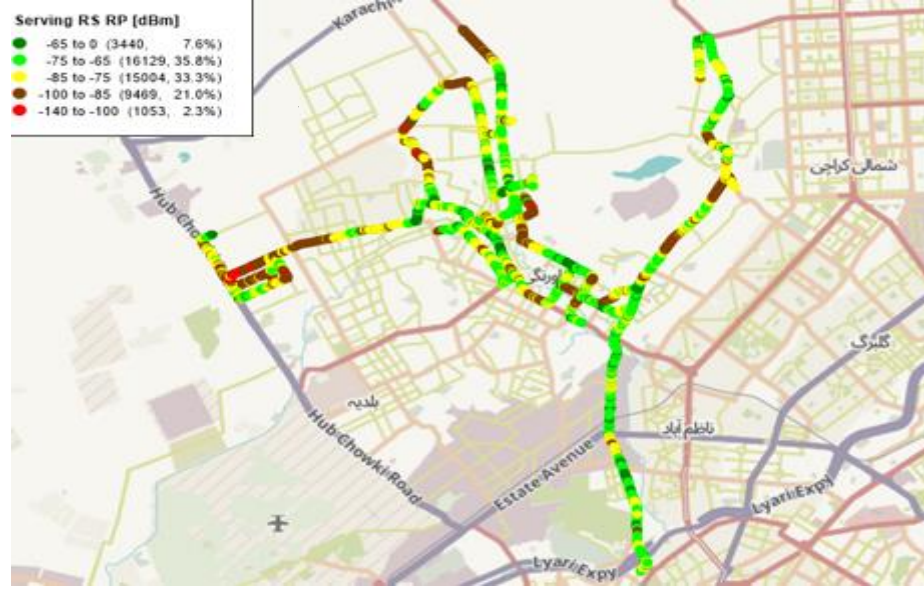 Serving RS RP [dBm]
-65 to 0 (3440, 7.6%)
-75 to -65 (16129, 35.8%)
-85 to -75 (15004, 33.3%)
-100 to -85 (9469, 21.0%)
-140 to -100 (1053, 2.3%)
Karachi
شمالی کراچی
Hub Cho
اورنگی
گلبرگ
بلدیہ
Hub Chowki Road
ناظم آباد
Estate Avenue
Lyari Expy
Lyari Expy